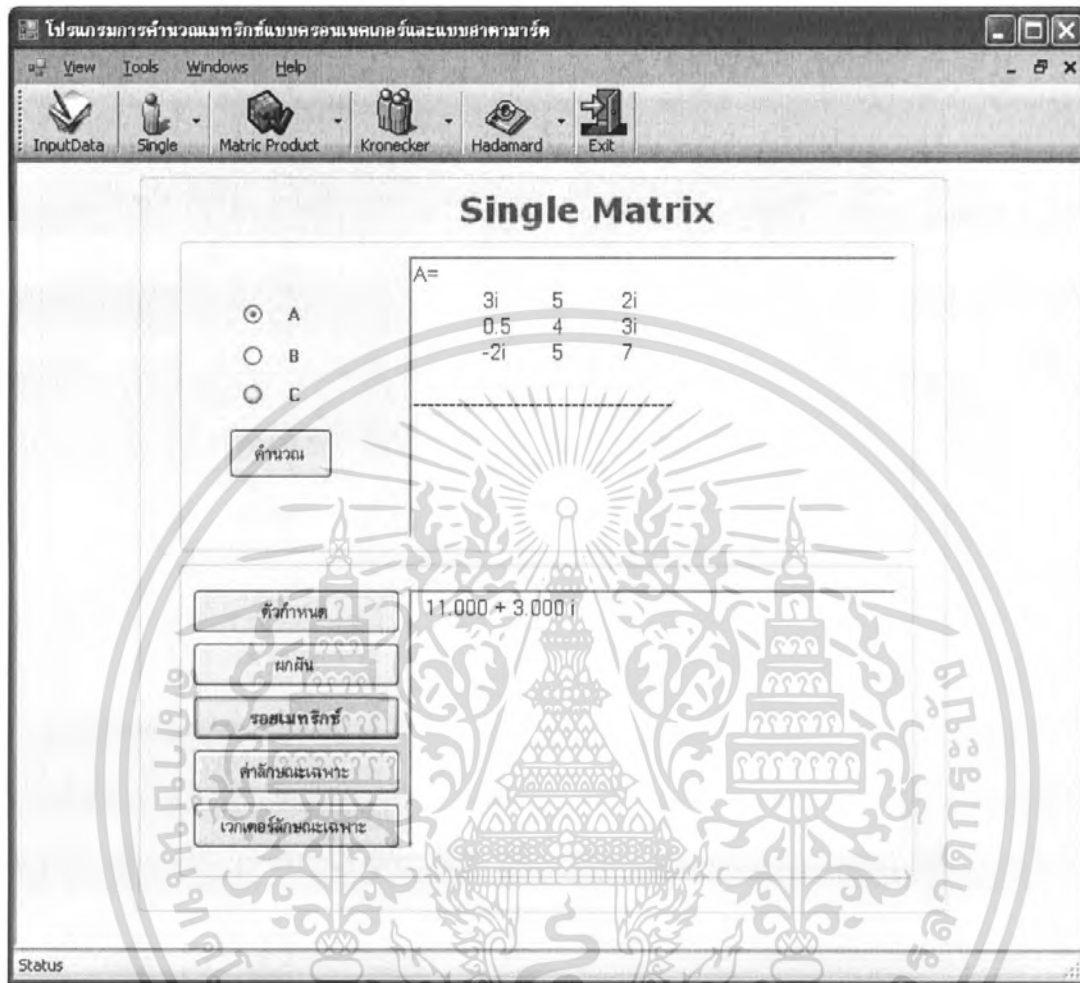 โปรแกรมการคำนวณเมทริกซ์แบบครอนเนคเกอร์และแบบฮาดามาร์ด
View Tools Windows Help
InputData Single Matric Product Kronecker Hadamard Exit
Single Matrix
A=
3i 5 2i
0.5 4 3i
-2i 5 7
A
B
C
คำนวณ
ตัวกำหนด
ผกผัน
รอยเมทริกซ์
ค่าลักษณะเฉพาะ
เวกเตอร์ลักษณะเฉพาะ
11.000 + 3.000 i
Status